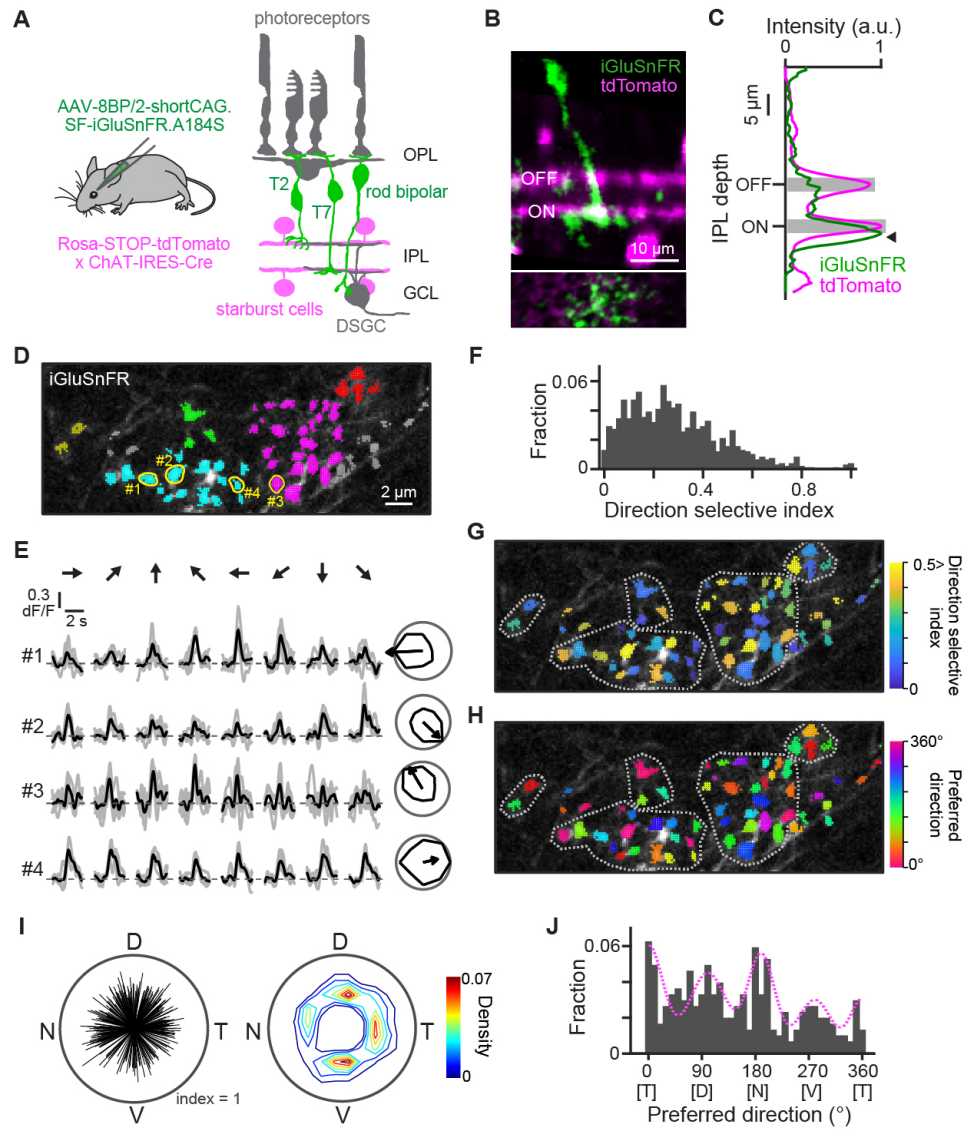 A
photoreceptors
AAV-8BP/2-shortCAG.
SF-iGluSnFR.A184S
OPL
T2
rod bipolar
T7
Rosa-STOP-tdTomato
x ChAT-IRES-Cre
IPL
starburst cells
GCL
DSGC
B
iGluSnFR
tdTomato
OFF
ON
10 µm
C
Intensity (a.u.)
0 1
5 µm
IPL depth
OFF
ON
iGluSnFR
tdTomato
D
iGluSnFR
#1
#2
#4
#3
2 µm
E
0.3
dF/F
2 s
#1
#2
#3
#4
F
0.06
Fraction
0
0 0.4 0.8
Direction selective index
G
0.5>
0
Direction selective
index
H
360°
0°
Preferred
direction
I
D
N T
V
index = 1
D
N T
V
0.07
0
Density
J
0.06
Fraction
0
0 90 180 270 360
[T] [D] [N] [V] [T]
Preferred direction (°)